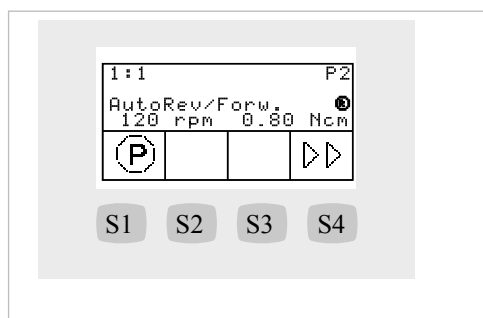 1:1 P2
AutoRev/Forw.
120 rpm 0.80 Ncm
P
S1 S2 S3 S4